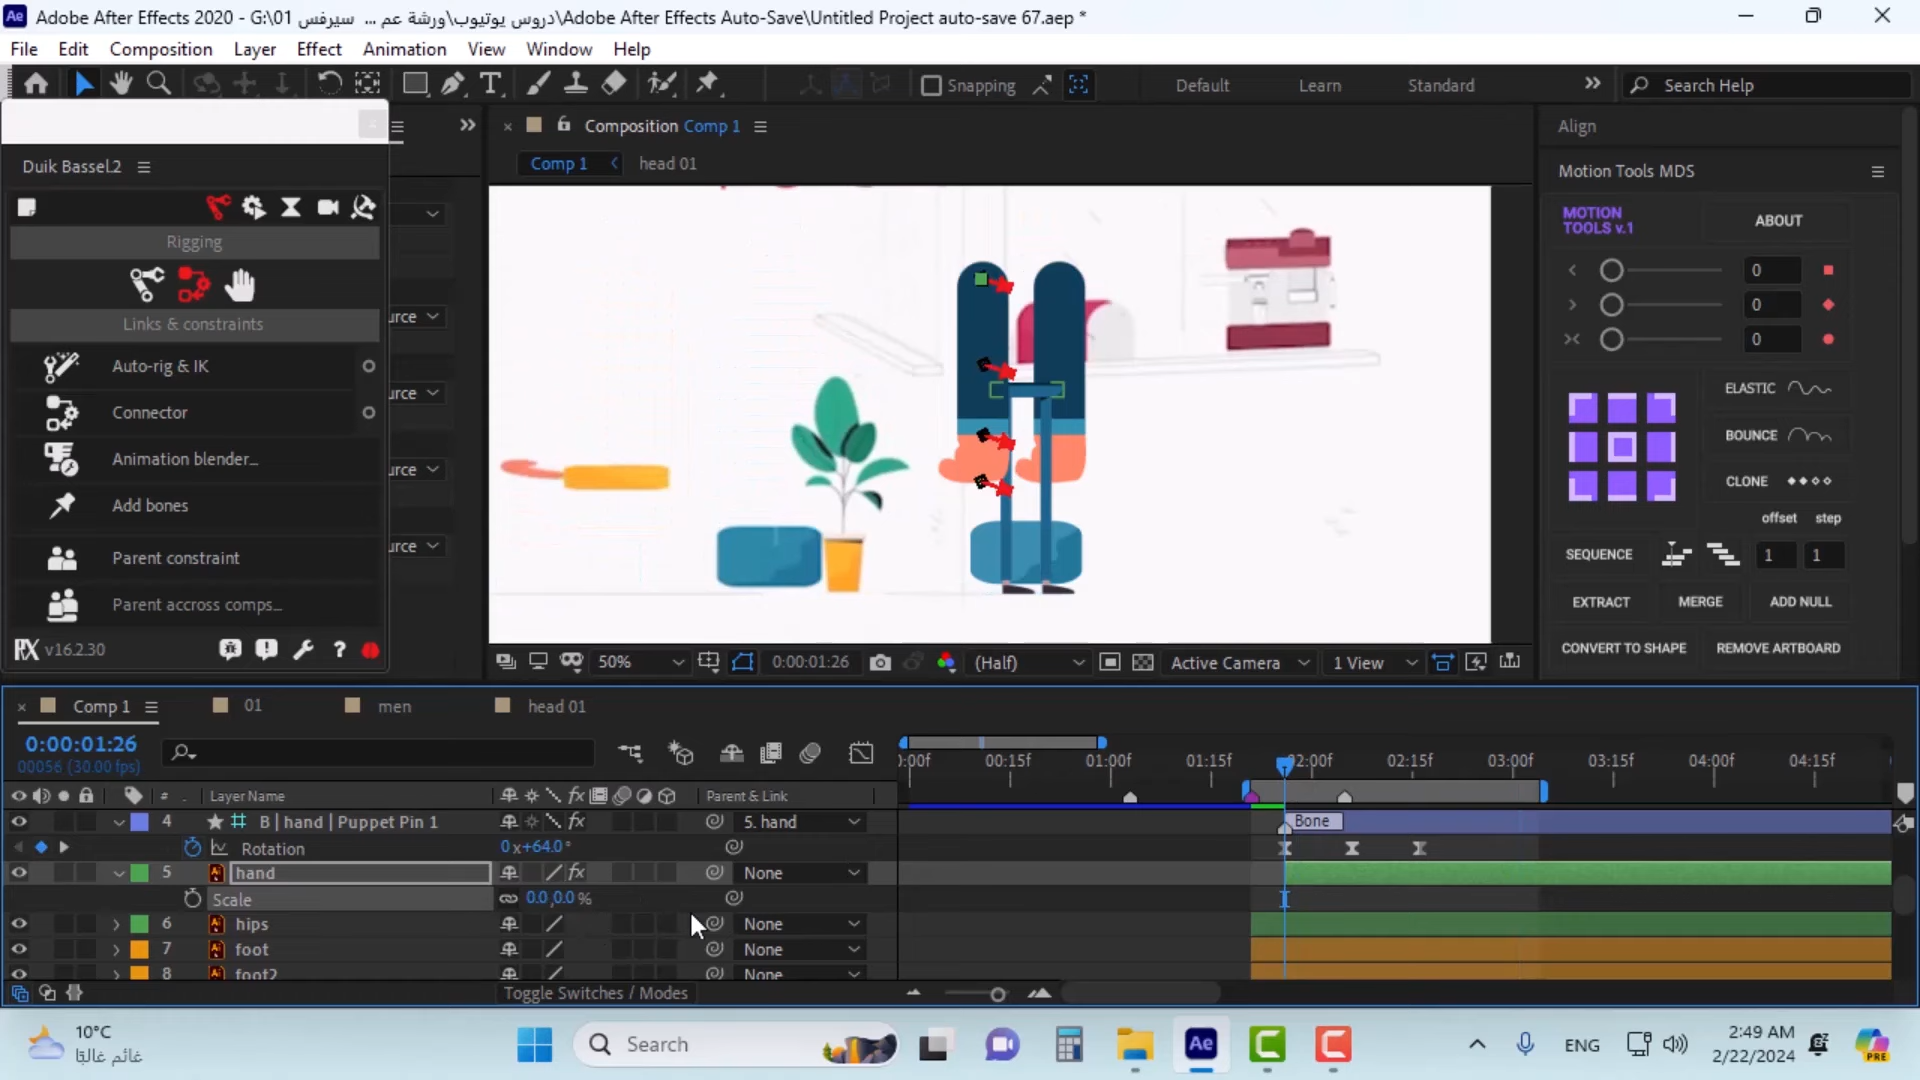 Adobe After Effects 2020 - G:\01 سيرفس ... دروس يوتيوب\ورشة عم\Adobe After Effects Auto-Save\Untitled Project auto-save 67.aep *
File Edit Composition Layer Effect Animation View Window Help
Snapping Default Learn Standard Search Help
Duik Bassel.2
Rigging
Links & constraints
Auto-rig & IK
Connector
Animation blender...
Add bones
Parent constraint
Parent accross comps...
v16.2.30
urce
urce
urce
urce
Composition Comp 1
Comp 1 head 01
50% 0:00:01:26 (Half) Active Camera 1 View
Align
Motion Tools MDS
MOTION
TOOLS v.1
ABOUT
0
0
0
ELASTIC
BOUNCE
CLONE
offset step
SEQUENCE 1 1
EXTRACT MERGE ADD NULL
CONVERT TO SHAPE REMOVE ARTBOARD
Comp 1 01 men head 01
0:00:01:26
00056 (30.00 fps)
:00f 00:15f 01:00f 01:15f 02:00f 02:15f 03:00f 03:15f 04:00f 04:15f
# Layer Name Parent & Link
4 B | hand | Puppet Pin 1 5. hand Bone
Rotation 0 x+64.0 °
5 hand None
Scale 0.0,0.0 %
6 hips None
7 foot None
8 foot2 None
Toggle Switches / Modes
10°C
غائم غالبًا
Search
Ae
ENG
2:49 AM
2/22/2024
PRE